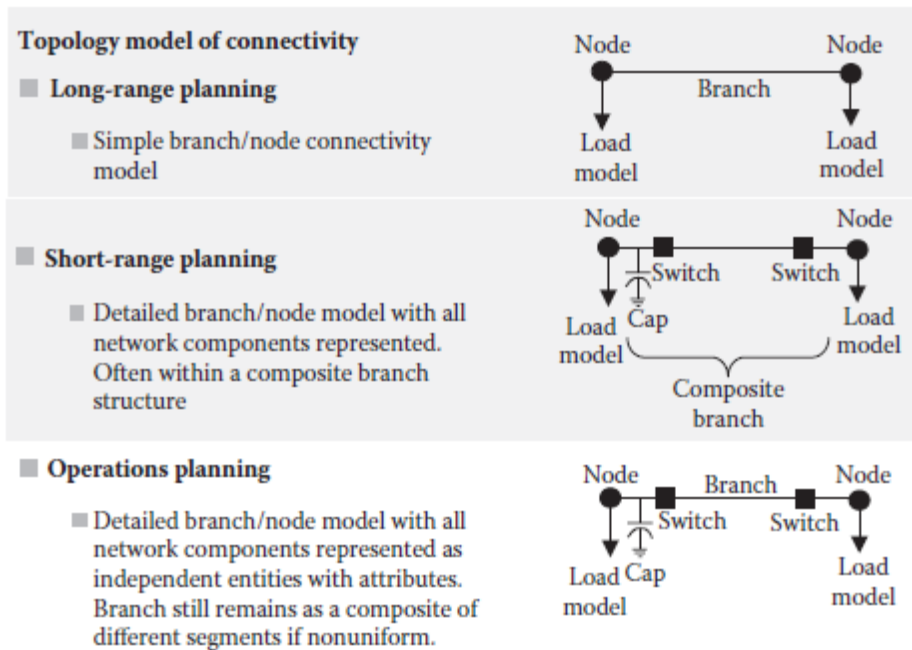 Topology model of connectivity
Long-range planning
Simple branch/node connectivity
model
Node
Node
Branch
Load
model
Load
model
Short-range planning
Detailed branch/node model with all
network components represented.
Often within a composite branch
structure
Node
Node
Switch
Switch
Load
model
Cap
Load
model
Composite
branch
Operations planning
Detailed branch/node model with all
network components represented as
independent entities with attributes.
Branch still remains as a composite of
different segments if nonuniform.
Node
Branch
Node
Switch
Switch
Load
model
Cap
Load
model